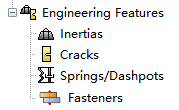 Engineering Features
Inertias
Cracks
Springs/Dashpots
Fasteners